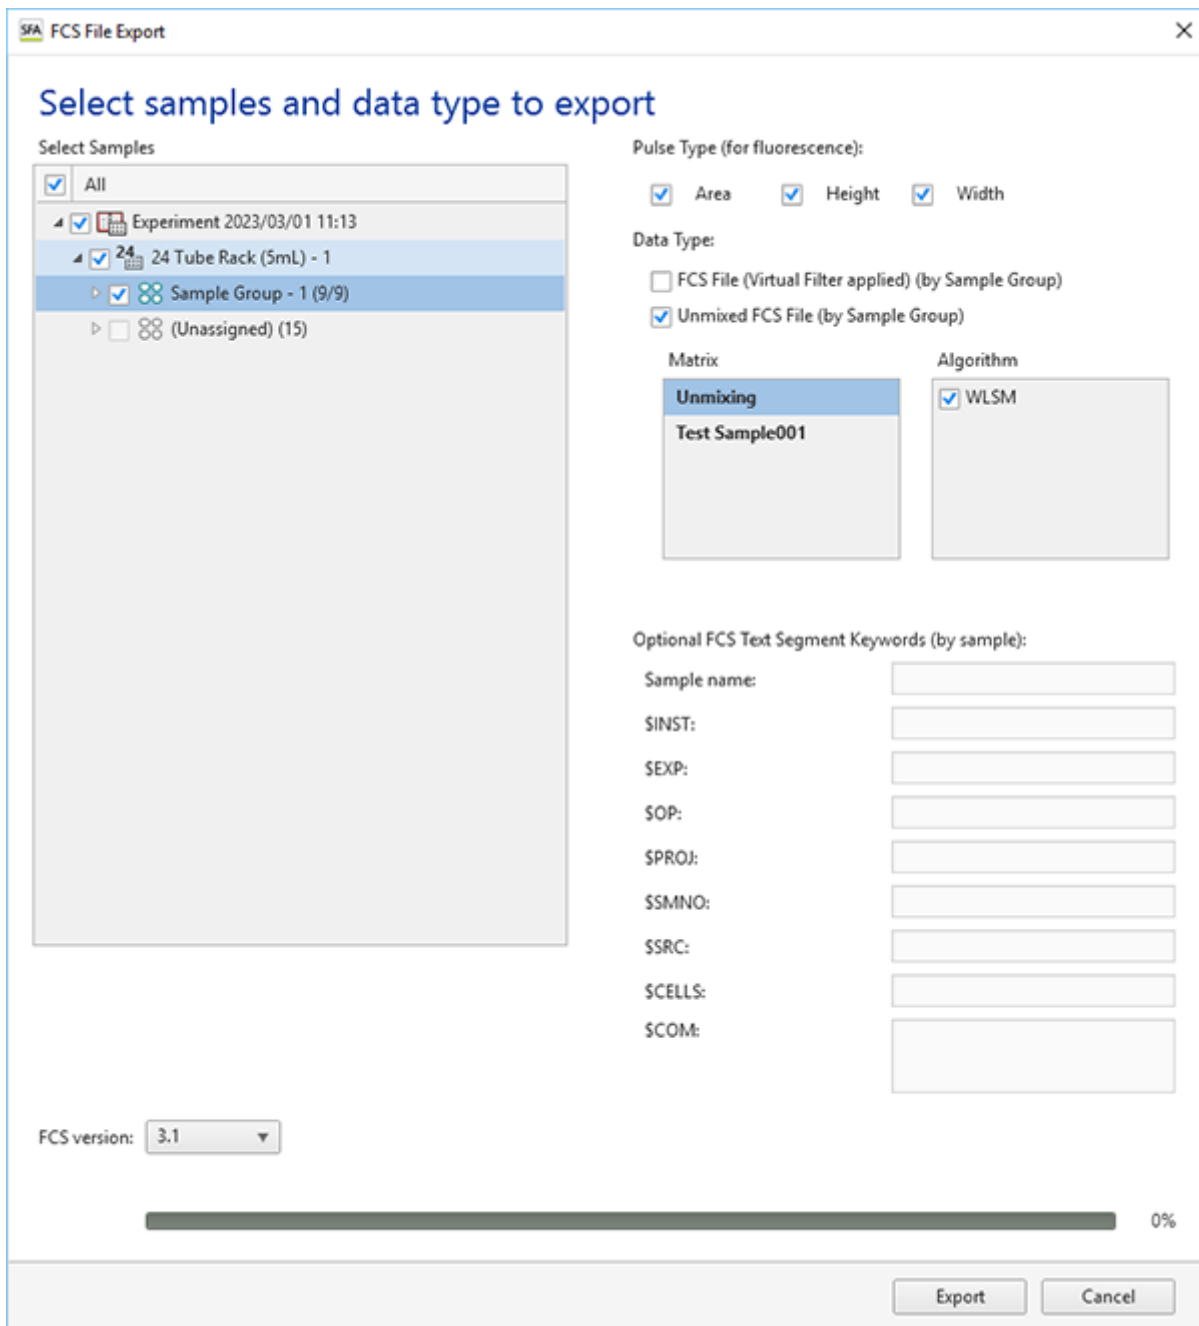 SFA FCS File Export
Select samples and data type to export
Select Samples
All
Experiment 2023/03/01 11:13
24 24 Tube Rack (5mL) - 1
Sample Group - 1 (9/9)
(Unassigned) (15)
Pulse Type (for fluorescence):
Area Height Width
Data Type:
FCS File (Virtual Filter applied) (by Sample Group)
Unmixed FCS File (by Sample Group)
Matrix Algorithm
Unmixing WLSM
Test Sample001
Optional FCS Text Segment Keywords (by sample):
Sample name:
$INST:
$EXP:
$OP:
$PROJ:
$SMNO:
$SRC:
$CELLS:
$COM:
FCS version: 3.1
0%
Export Cancel